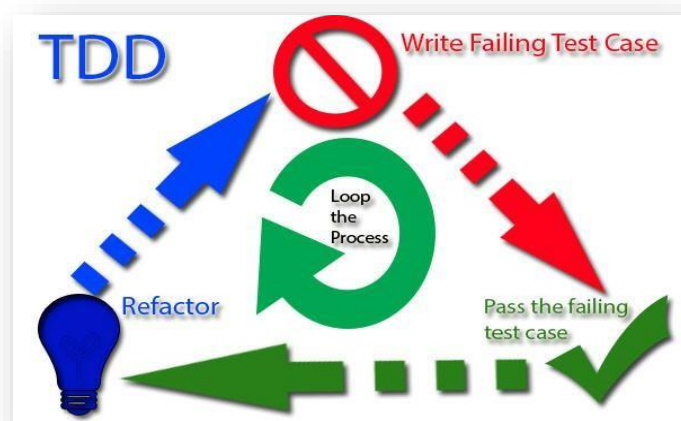 TDD
Write Failing Test Case
Loop
the
Process
Refactor
Pass the failing
test case